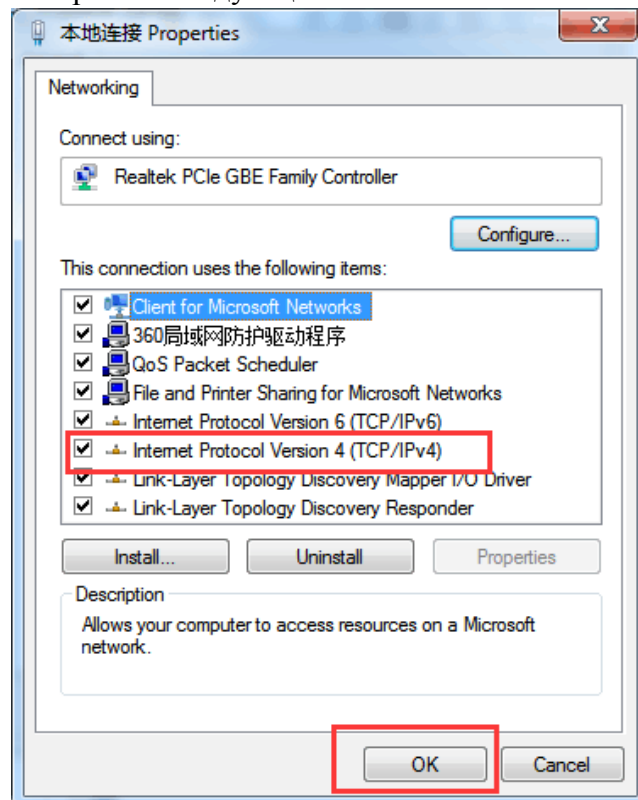 本地连接 Properties
Networking
Connect using:
Realtek PCIe GBE Family Controller
Configure...
This connection uses the following items:
Client for Microsoft Networks
360局域网防护驱动程序
QoS Packet Scheduler
File and Printer Sharing for Microsoft Networks
Internet Protocol Version 6 (TCP/IPv6)
Internet Protocol Version 4 (TCP/IPv4)
Link-Layer Topology Discovery Mapper I/O Driver
Link-Layer Topology Discovery Responder
Install... Uninstall Properties
Description
Allows your computer to access resources on a Microsoft
network.
OK Cancel